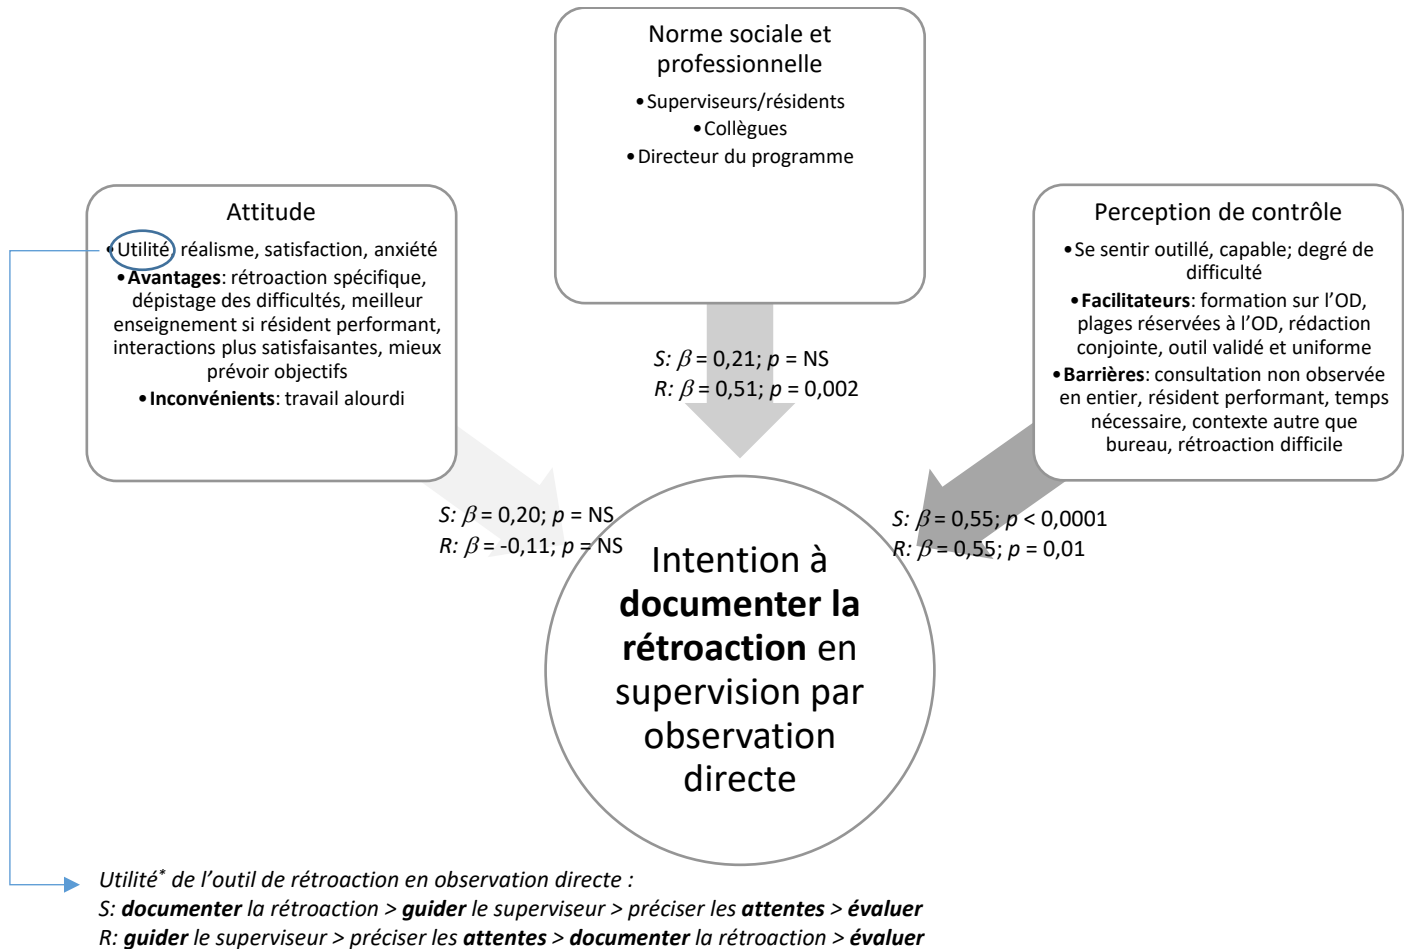 Norme sociale et
professionnelle
•Superviseurs/résidents
•Collègues
•Directeur du programme
Attitude
•Utilité, réalisme, satisfaction, anxiété
•Avantages: rétroaction spécifique,
dépistage des difficultés, meilleur
enseignement si résident performant,
interactions plus satisfaisantes, mieux
prévoir objectifs
•Inconvénients: travail alourdi
Perception de contrôle
•Se sentir outillé, capable; degré de
difficulté
•Facilitateurs: formation sur l’OD,
plages réservées à l’OD, rédaction
conjointe, outil validé et uniforme
•Barrières: consultation non observée
en entier, résident performant, temps
nécessaire, contexte autre que
bureau, rétroaction difficile
S: β = 0,21; p = NS
R: β = 0,51; p = 0,002
S: β = 0,20; p = NS
R: β = -0,11; p = NS
S: β = 0,55; p < 0,0001
R: β = 0,55; p = 0,01
Intention à
documenter la
rétroaction en
supervision par
observation
directe
Utilité* de l’outil de rétroaction en observation directe :
S: documenter la rétroaction > guider le superviseur > préciser les attentes > évaluer
R: guider le superviseur > préciser les attentes > documenter la rétroaction > évaluer